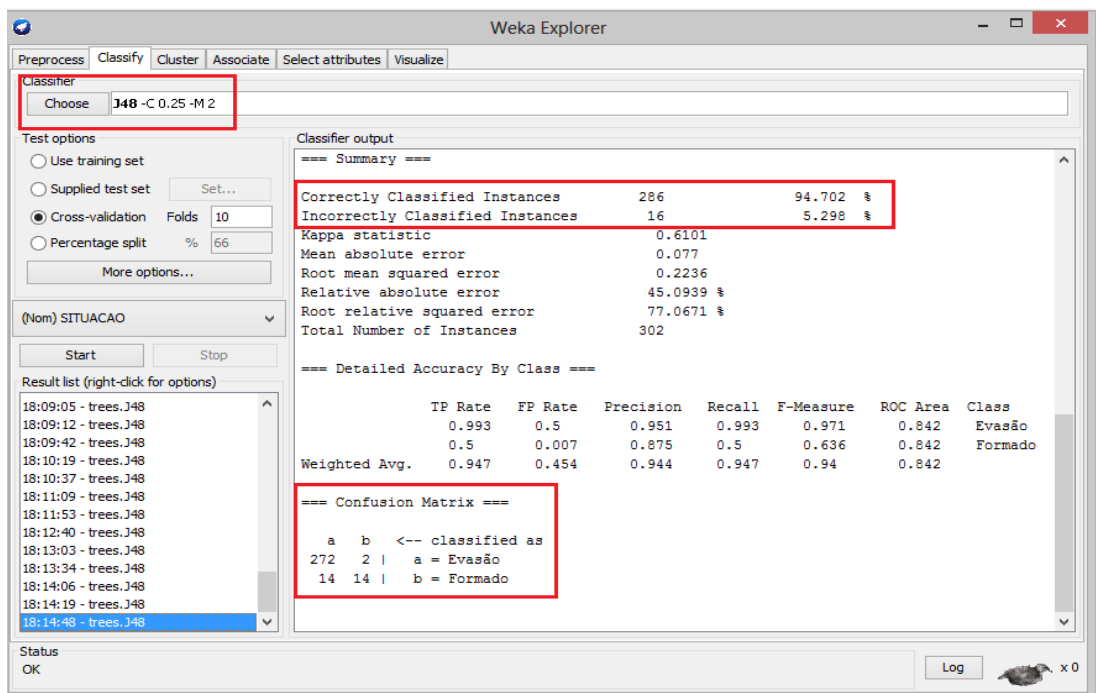 Weka Explorer
Preprocess Classify Cluster Associate Select attributes Visualize
Classifier
Choose J48 -C 0.25 -M 2
Test options
Use training set
Supplied test set Set...
Cross-validation Folds 10
Percentage split % 66
More options...
(Nom) SITUACAO
Start Stop
Result list (right-click for options)
18:09:05 - trees.J48
18:09:12 - trees.J48
18:09:42 - trees.J48
18:10:19 - trees.J48
18:10:37 - trees.J48
18:11:09 - trees.J48
18:11:53 - trees.J48
18:12:40 - trees.J48
18:13:03 - trees.J48
18:13:34 - trees.J48
18:14:06 - trees.J48
18:14:19 - trees.J48
18:14:48 - trees.J48
Classifier output
=== Summary ===
Correctly Classified Instances 286 94.702 %
Incorrectly Classified Instances 16 5.298 %
Kappa statistic 0.6101
Mean absolute error 0.077
Root mean squared error 0.2236
Relative absolute error 45.0939 %
Root relative squared error 77.0671 %
Total Number of Instances 302
=== Detailed Accuracy By Class ===
TP Rate FP Rate Precision Recall F-Measure ROC Area Class
0.993 0.5 0.951 0.993 0.971 0.842 Evasão
0.5 0.007 0.875 0.5 0.636 0.842 Formado
Weighted Avg. 0.947 0.454 0.944 0.947 0.94 0.842
=== Confusion Matrix ===
a b <-- classified as
272 2 | a = Evasão
14 14 | b = Formado
Status
OK
Log
x 0